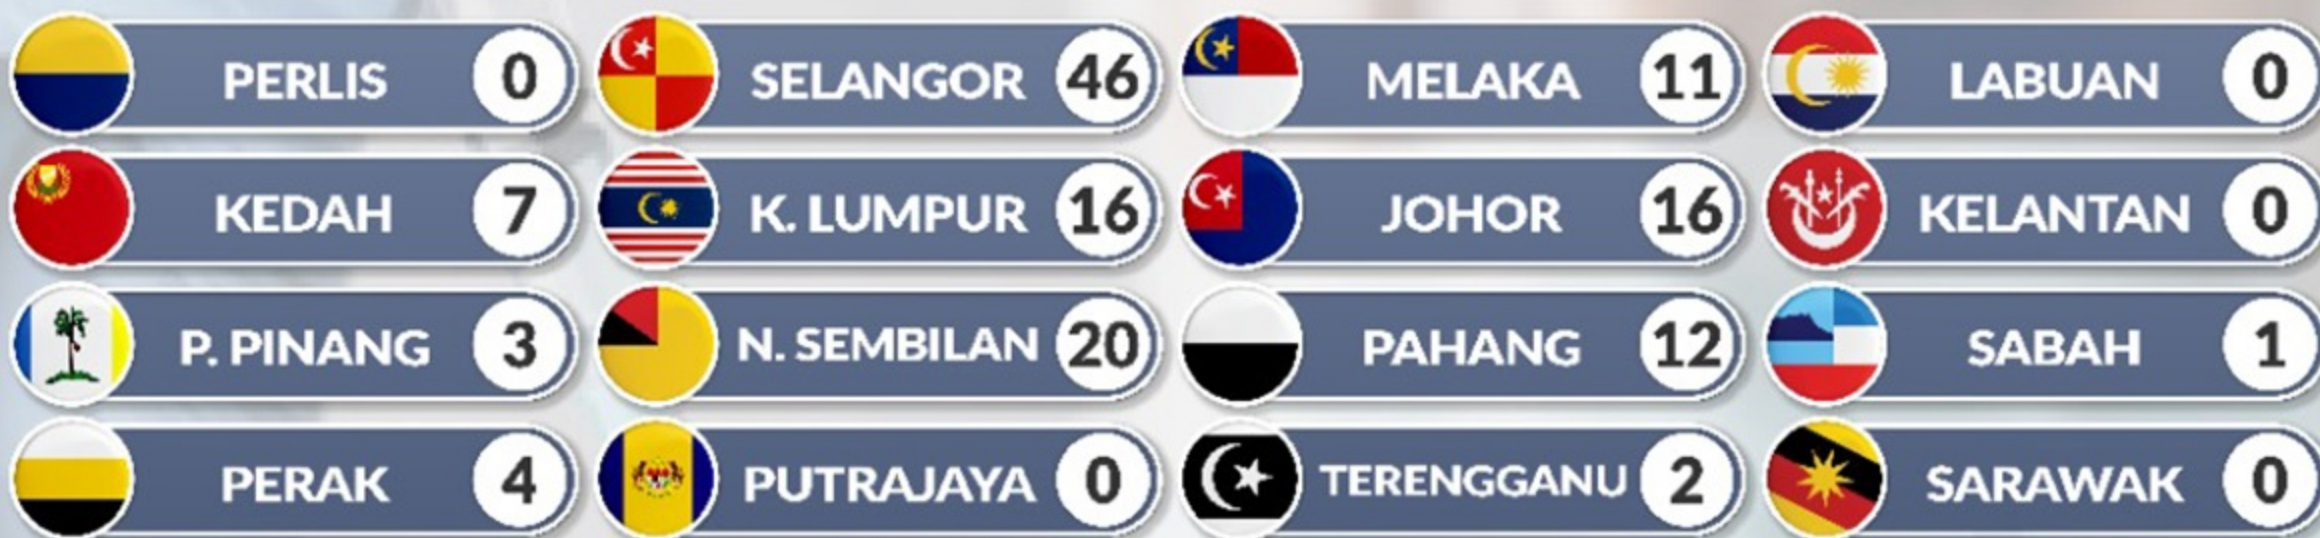 PERLIS 0
SELANGOR 46
MELAKA 11
LABUAN 0
KEDAH 7
K. LUMPUR 16
JOHOR 16
KELANTAN 0
P. PINANG 3
N. SEMBILAN 20
PAHANG 12
SABAH 1
PERAK 4
PUTRAJAYA 0
TERENGGANU 2
SARAWAK 0